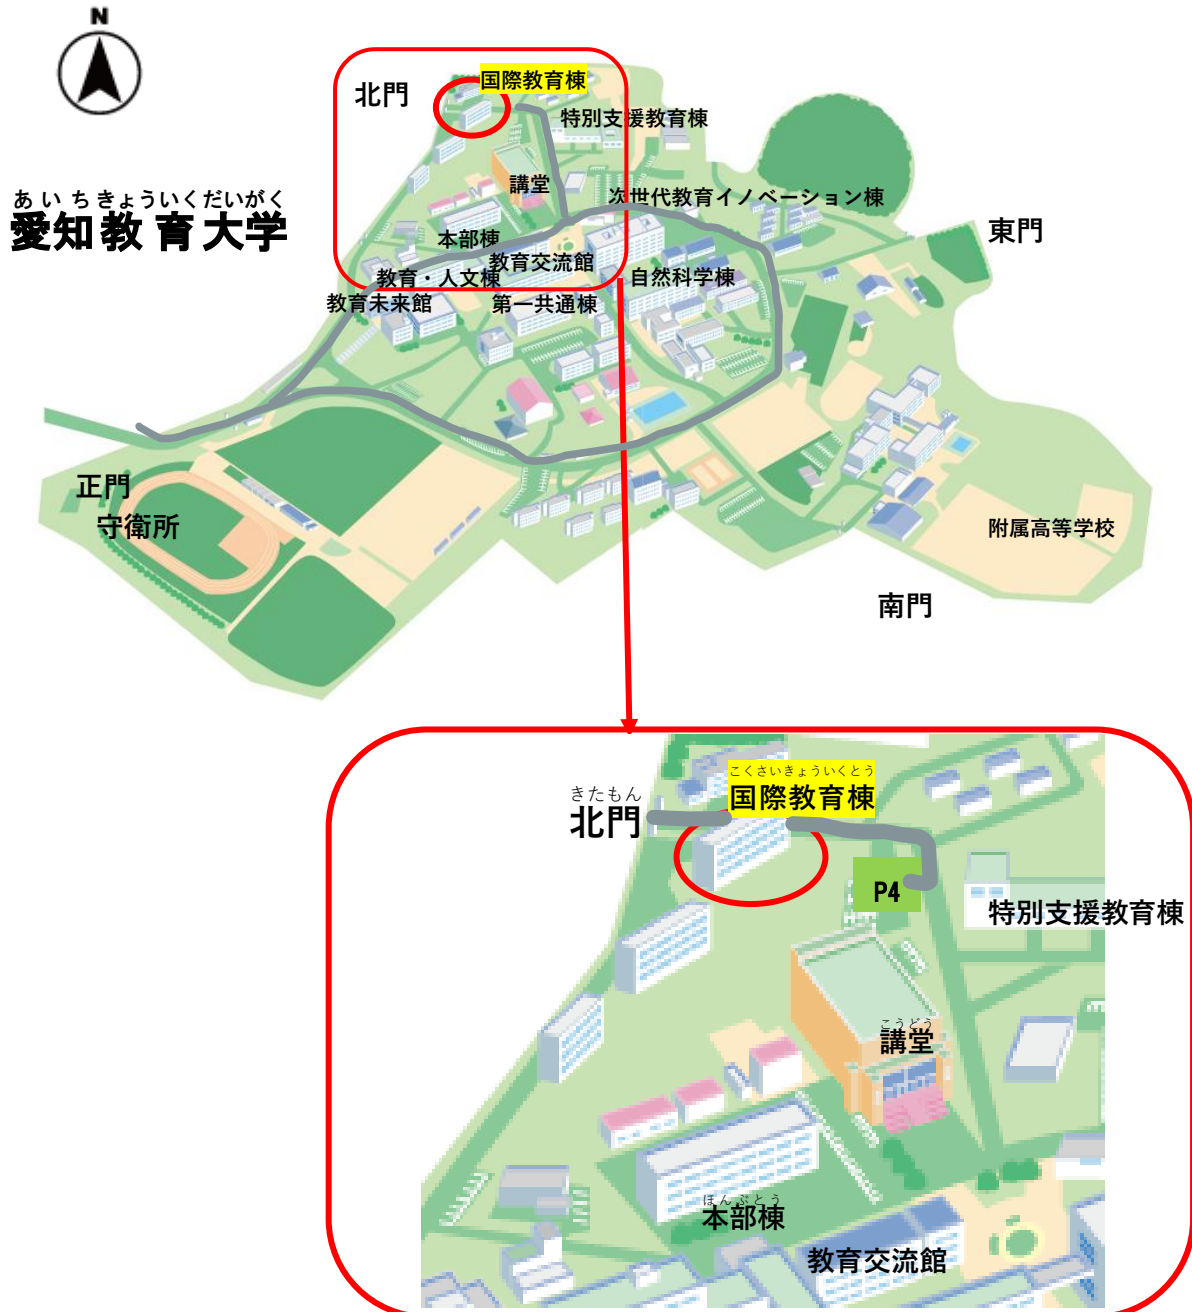 N
北門
国際教育棟
特別支援教育棟
あいちきょういくだいがく
愛知教育大学
講堂
次世代教育イノベーション棟
東門
本部棟
教育交流館
教育・人文棟
自然科学棟
教育未来館
第一共通棟
正門
守衛所
附属高等学校
南門
こくさいきょういくとう
国際教育棟
きたもん
北門
P4
特別支援教育棟
こうどう
講堂
ほんぶとう
本部棟
教育交流館